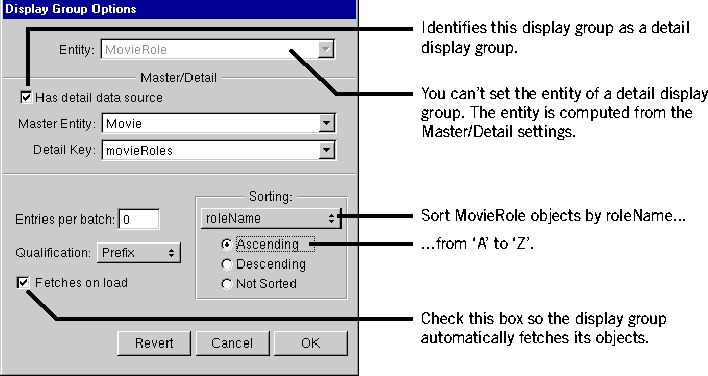 Display Group Options
Entity: MovieRole
Master/Detail
Has detail data source
Master Entity: Movie
Detail Key: movieRoles
Entries per batch: 0
Qualification: Prefix
Fetches on load
Sorting:
roleName
Ascending
Descending
Not Sorted
Revert Cancel OK
Identifies this display group as a detail
display group.
You can't set the entity of a detail display
group. The entity is computed from the
Master/Detail settings.
Sort MovieRole objects by roleName...
...from 'A' to 'Z'.
Check this box so the display group
automatically fetches its objects.